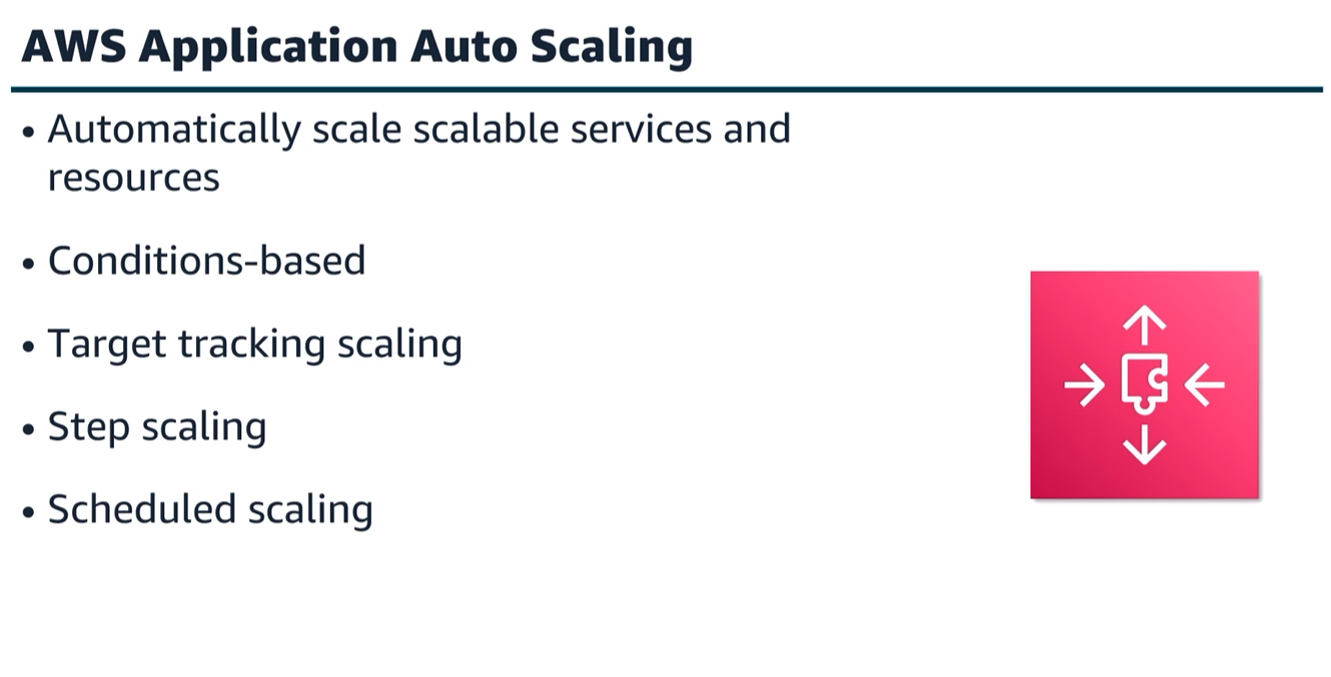 AWS Application Auto Scaling
• Automatically scale scalable services and
resources
• Conditions-based
• Target tracking scaling
• Step scaling
• Scheduled scaling